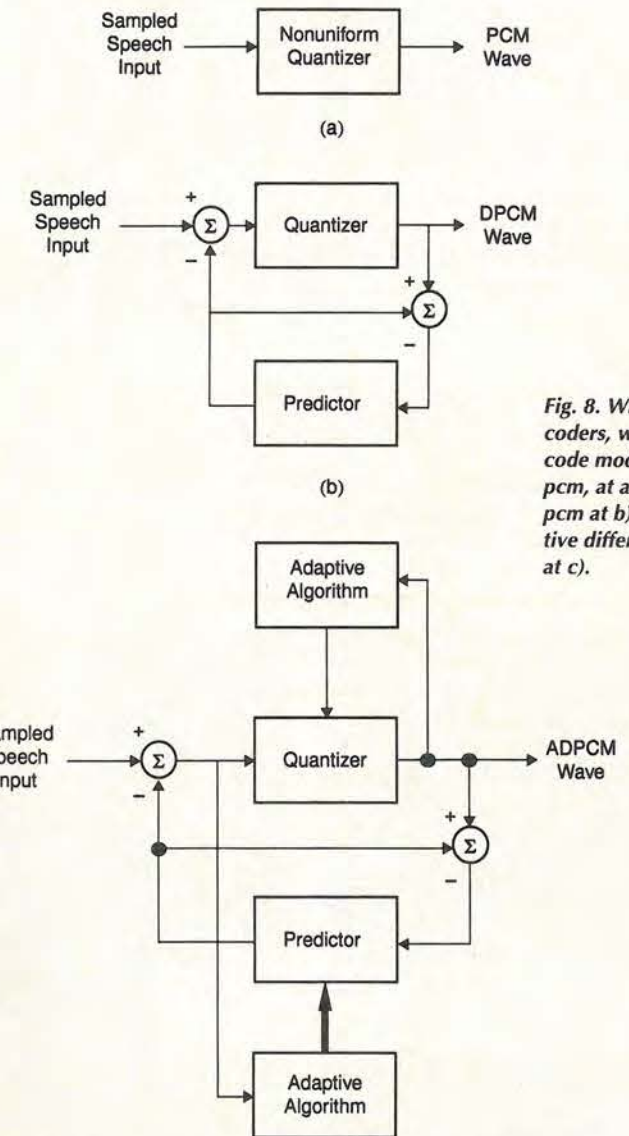 Sampled
Speech
Input
Nonuniform
Quantizer
PCM
Wave
(a)
Sampled
Speech
Input
+
Σ
−
Quantizer
DPCM
Wave
+
Σ
−
Predictor
(b)
Fig. 8. W
coders, w
code mod
pcm, at a
pcm at b)
tive differ
at c).
Adaptive
Algorithm
ampled
peech
nput
+
Σ
−
Quantizer
ADPCM
Wave
+
Σ
−
Predictor
Adaptive
Algorithm